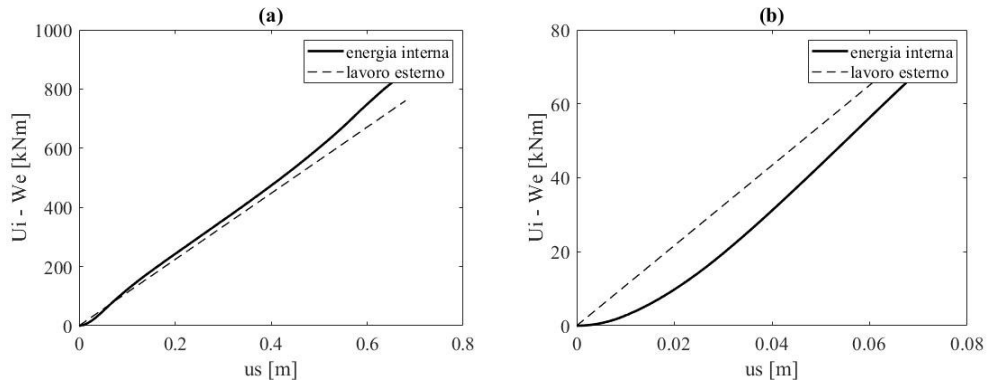 (a)
1000
800
600
400
200
0
Ui - We [kNm]
energia interna
lavoro esterno
0 0.2 0.4 0.6 0.8
us [m]
(b)
80
60
40
20
0
Ui - We [kNm]
energia interna
lavoro esterno
0 0.02 0.04 0.06 0.08
us [m]